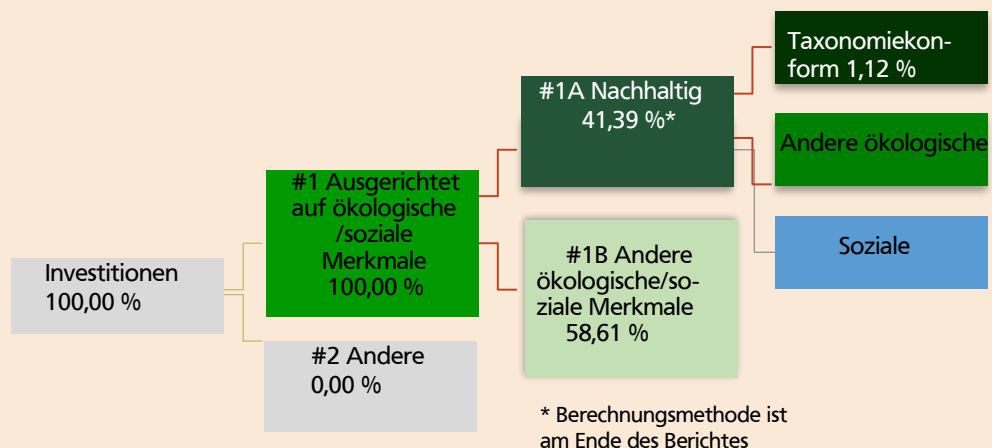 Investitionen
100,00 %
#1 Ausgerichtet
auf ökologische
/soziale
Merkmale
100,00 %
#2 Andere
0,00 %
#1A Nachhaltig
41,39 %*
#1B Andere
ökologische/so-
ziale Merkmale
58,61 %
Taxonomiekon-
form 1,12 %
Andere ökologische
Soziale
* Berechnungsmethode ist
am Ende des Berichtes